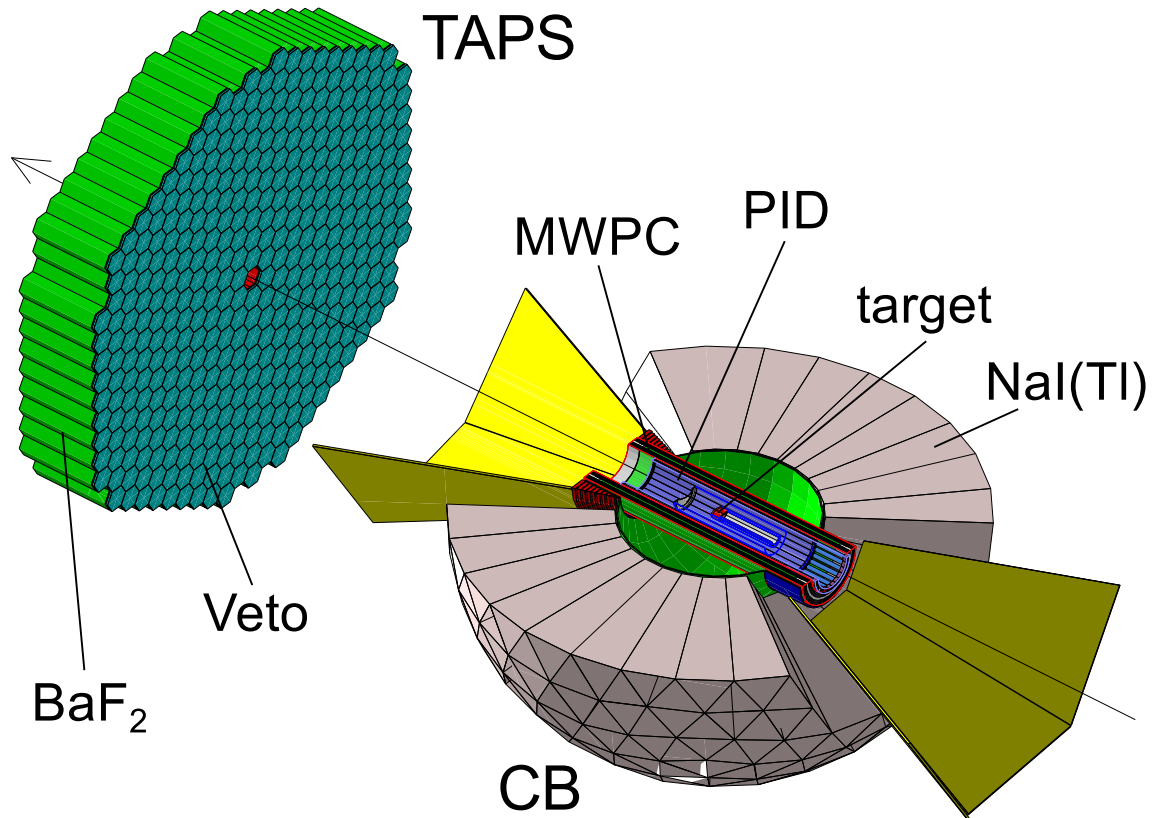 TAPS
PID
MWPC
target
NaI(Tl)
Veto
BaF₂
CB